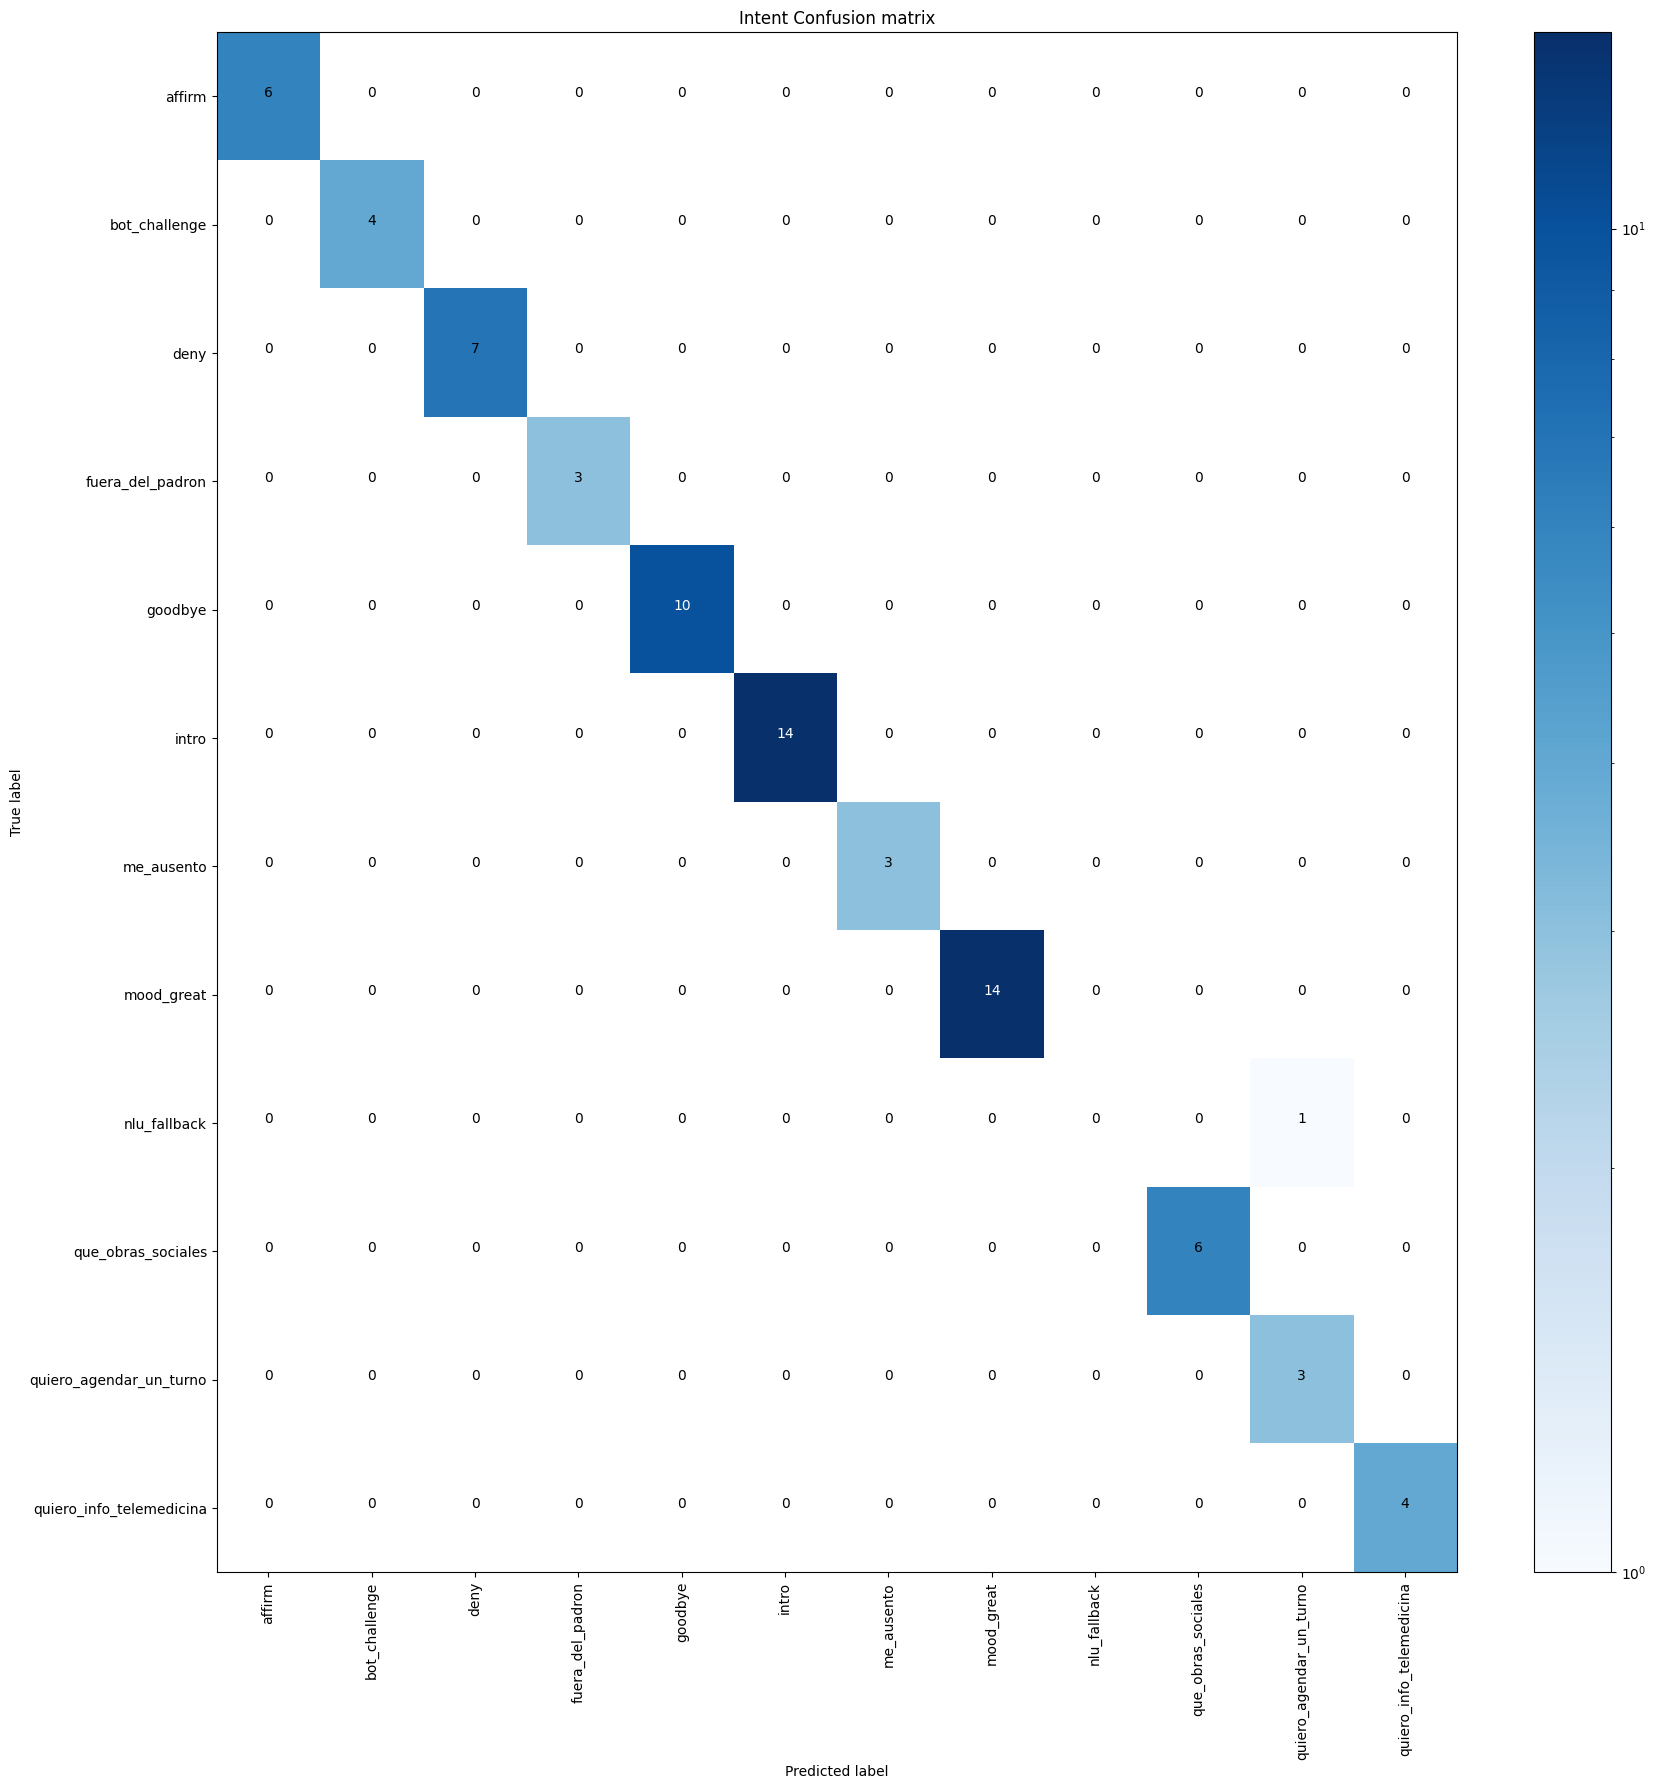 Intent Confusion matrix
affirm 6 0 0 0 0 0 0 0 0 0 0 0
bot_challenge 0 4 0 0 0 0 0 0 0 0 0 0
deny 0 0 7 0 0 0 0 0 0 0 0 0
fuera_del_padron 0 0 0 3 0 0 0 0 0 0 0 0
goodbye 0 0 0 0 10 0 0 0 0 0 0 0
intro 0 0 0 0 0 14 0 0 0 0 0 0
me_ausento 0 0 0 0 0 0 3 0 0 0 0 0
mood_great 0 0 0 0 0 0 0 14 0 0 0 0
nlu_fallback 0 0 0 0 0 0 0 0 0 0 1 0
que_obras_sociales 0 0 0 0 0 0 0 0 0 6 0 0
quiero_agendar_un_turno 0 0 0 0 0 0 0 0 0 0 3 0
quiero_info_telemedicina 0 0 0 0 0 0 0 0 0 0 0 4
True label
affirm
bot_challenge
deny
fuera_del_padron
goodbye
intro
me_ausento
mood_great
nlu_fallback
que_obras_sociales
quiero_agendar_un_turno
quiero_info_telemedicina
Predicted label
10¹
10⁰